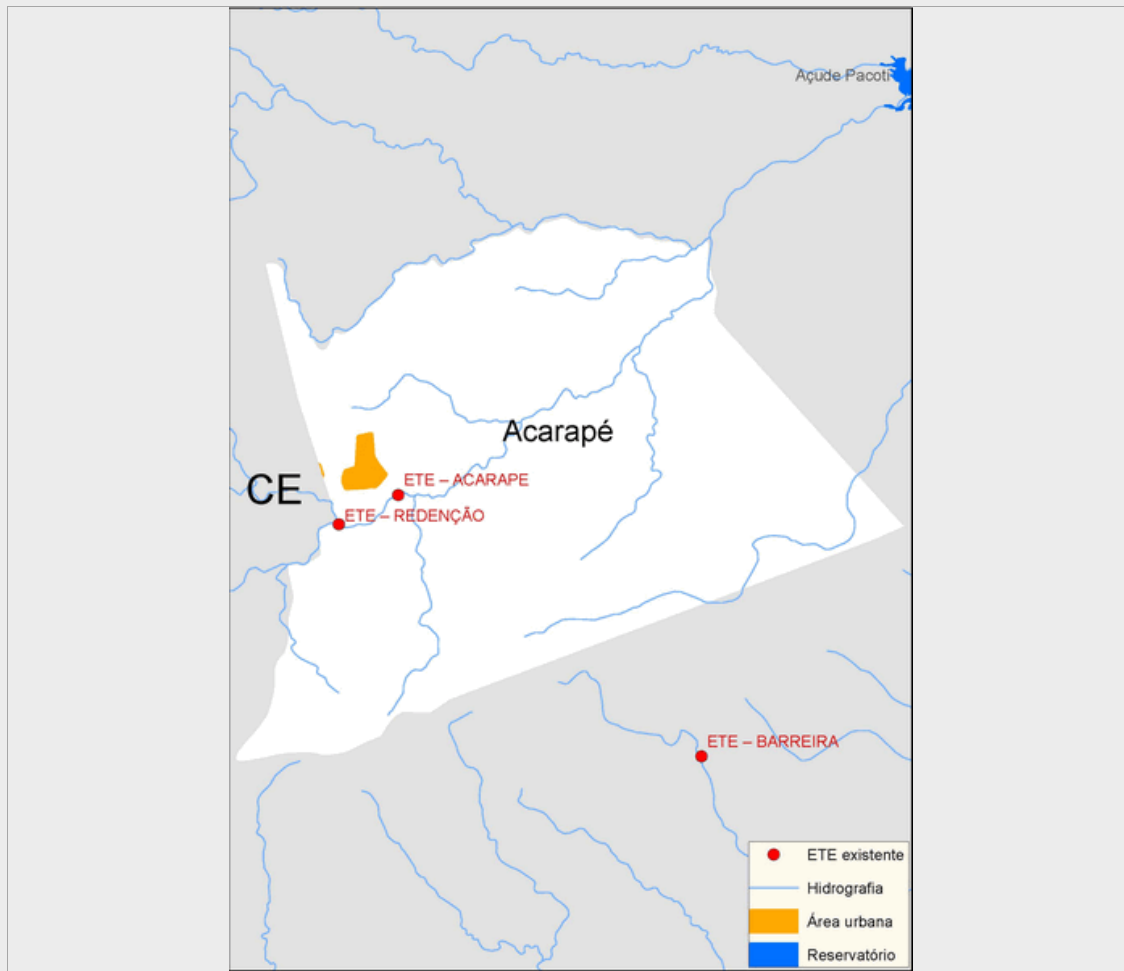 Açude Pacoti
Acarapé
ETE – ACARAPE
CE
ETE – REDENÇÃO
ETE – BARREIRA
ETE existente
Hidrografia
Área urbana
Reservatório